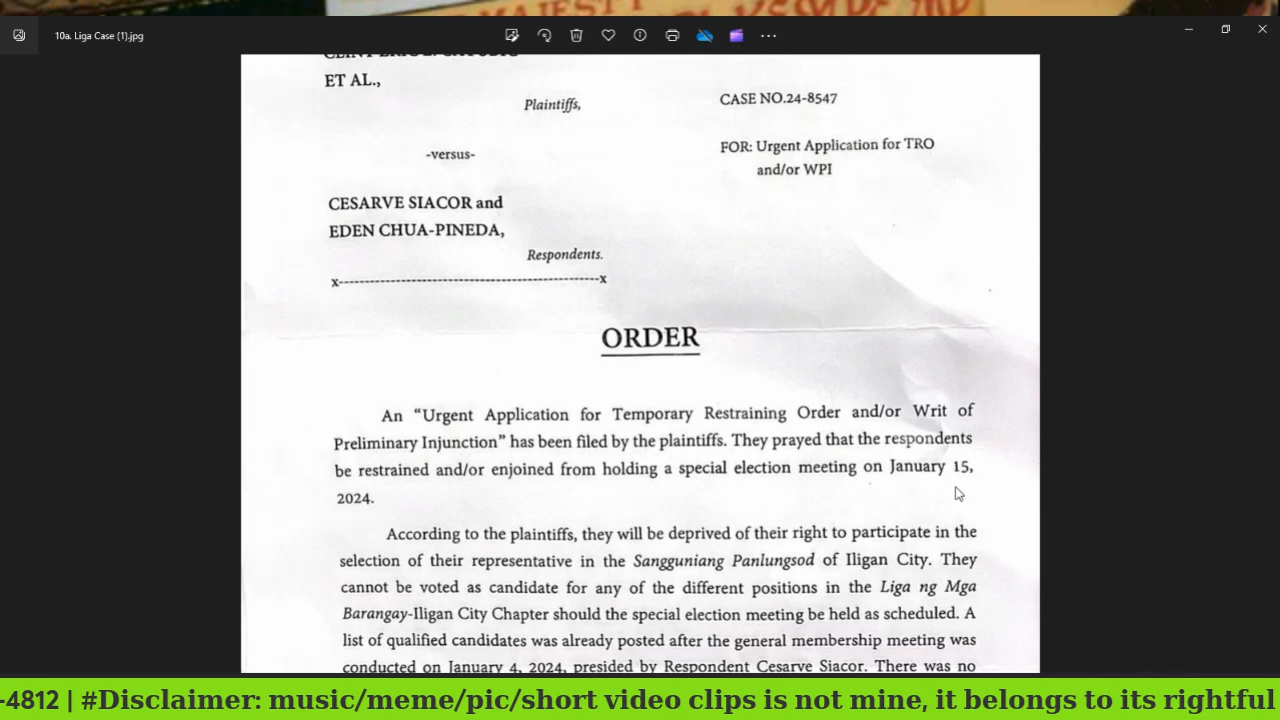 MAJESTY
10a. Liga Case (1).jpg
ET AL.,
Plaintiffs,
CASE NO.24-8547
-versus-
FOR: Urgent Application for TRO
and/or WPI
CESARVE SIACOR and
EDEN CHUA-PINEDA,
Respondents.
x--------------------------------------------------x
ORDER
An “Urgent Application for Temporary Restraining Order and/or Writ of
Preliminary Injunction” has been filed by the plaintiffs. They prayed that the respondents
be restrained and/or enjoined from holding a special election meeting on January 15,
2024.
According to the plaintiffs, they will be deprived of their right to participate in the
selection of their representative in the Sangguniang Panlungsod of Iligan City. They
cannot be voted as candidate for any of the different positions in the Liga ng Mga
Barangay-Iligan City Chapter should the special election meeting be held as scheduled. A
list of qualified candidates was already posted after the general membership meeting was
conducted on January 4, 2024, presided by Respondent Cesarve Siacor. There was no
-4812 | #Disclaimer: music/meme/pic/short video clips is not mine, it belongs to its rightful